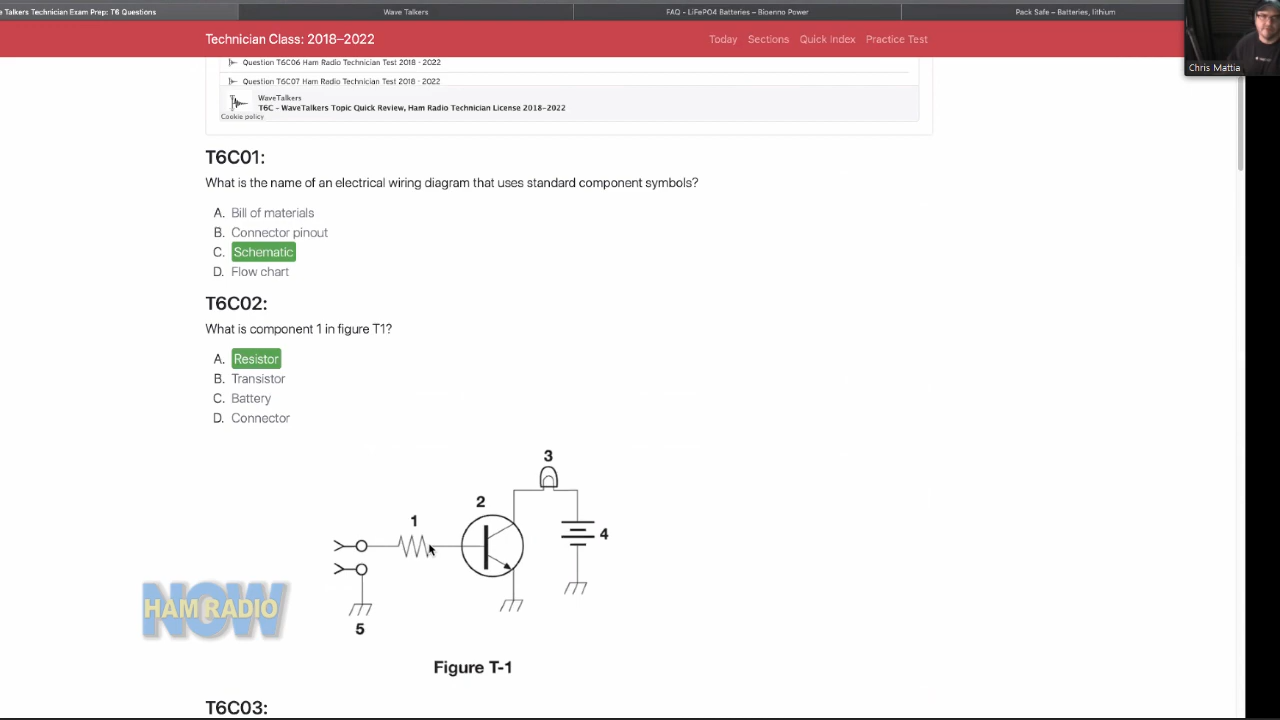 e Talkers Technician Exam Prep: T6 Questions
Wave Talkers
FAQ - LiFePO4 Batteries – Bioenno Power
Pack Safe – Batteries, lithium
Technician Class: 2018–2022
Today
Sections
Quick Index
Practice Test
Chris Mattia
Question T6C06 Ham Radio Technician Test 2018 - 2022
Question T6C07 Ham Radio Technician Test 2018 - 2022
WaveTalkers
T6C - WaveTalkers Topic Quick Review, Ham Radio Technician License 2018-2022
Cookie policy
T6C01:
What is the name of an electrical wiring diagram that uses standard component symbols?
A. Bill of materials
B. Connector pinout
C. Schematic
D. Flow chart
T6C02:
What is component 1 in figure T1?
A. Resistor
B. Transistor
C. Battery
D. Connector
3
2
1
4
5
HAM RADIO
NOW
Figure T-1
T6C03: